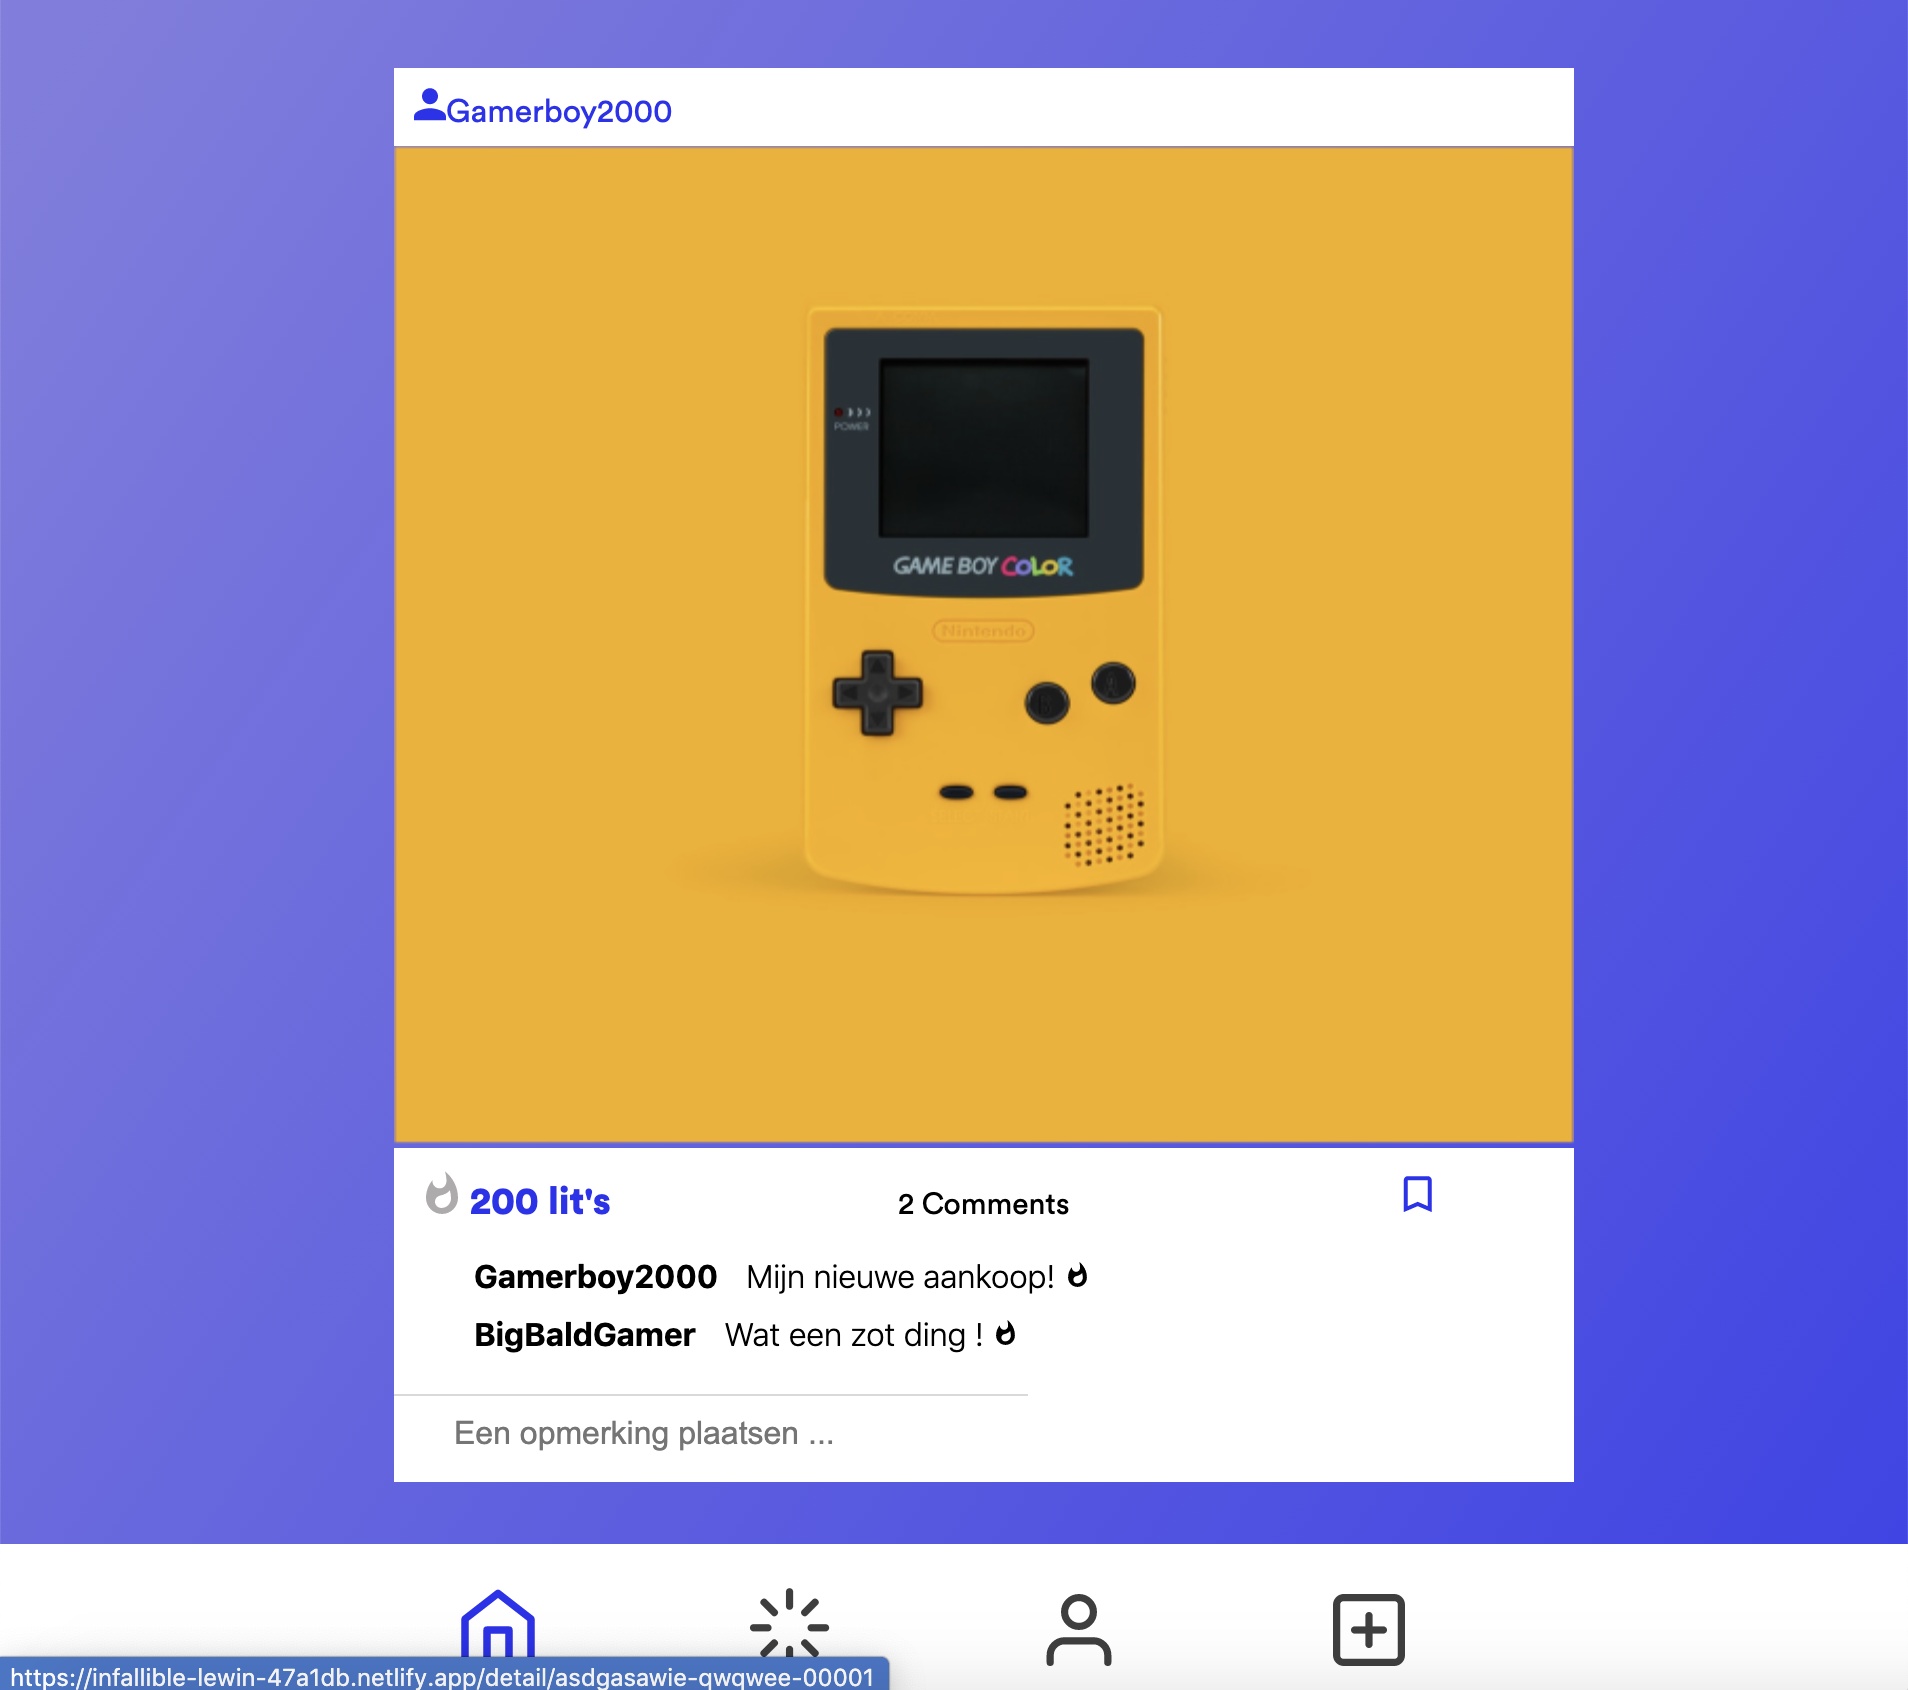 Gamerboy2000
POWER
GAME BOY COLOR
Nintendo
200 lit's
2 Comments
Gamerboy2000 Mijn nieuwe aankoop!
BigBaldGamer Wat een zot ding !
Een opmerking plaatsen ...
https://infallible-lewin-47a1db.netlify.app/detail/asdgasawie-qwqwee-00001